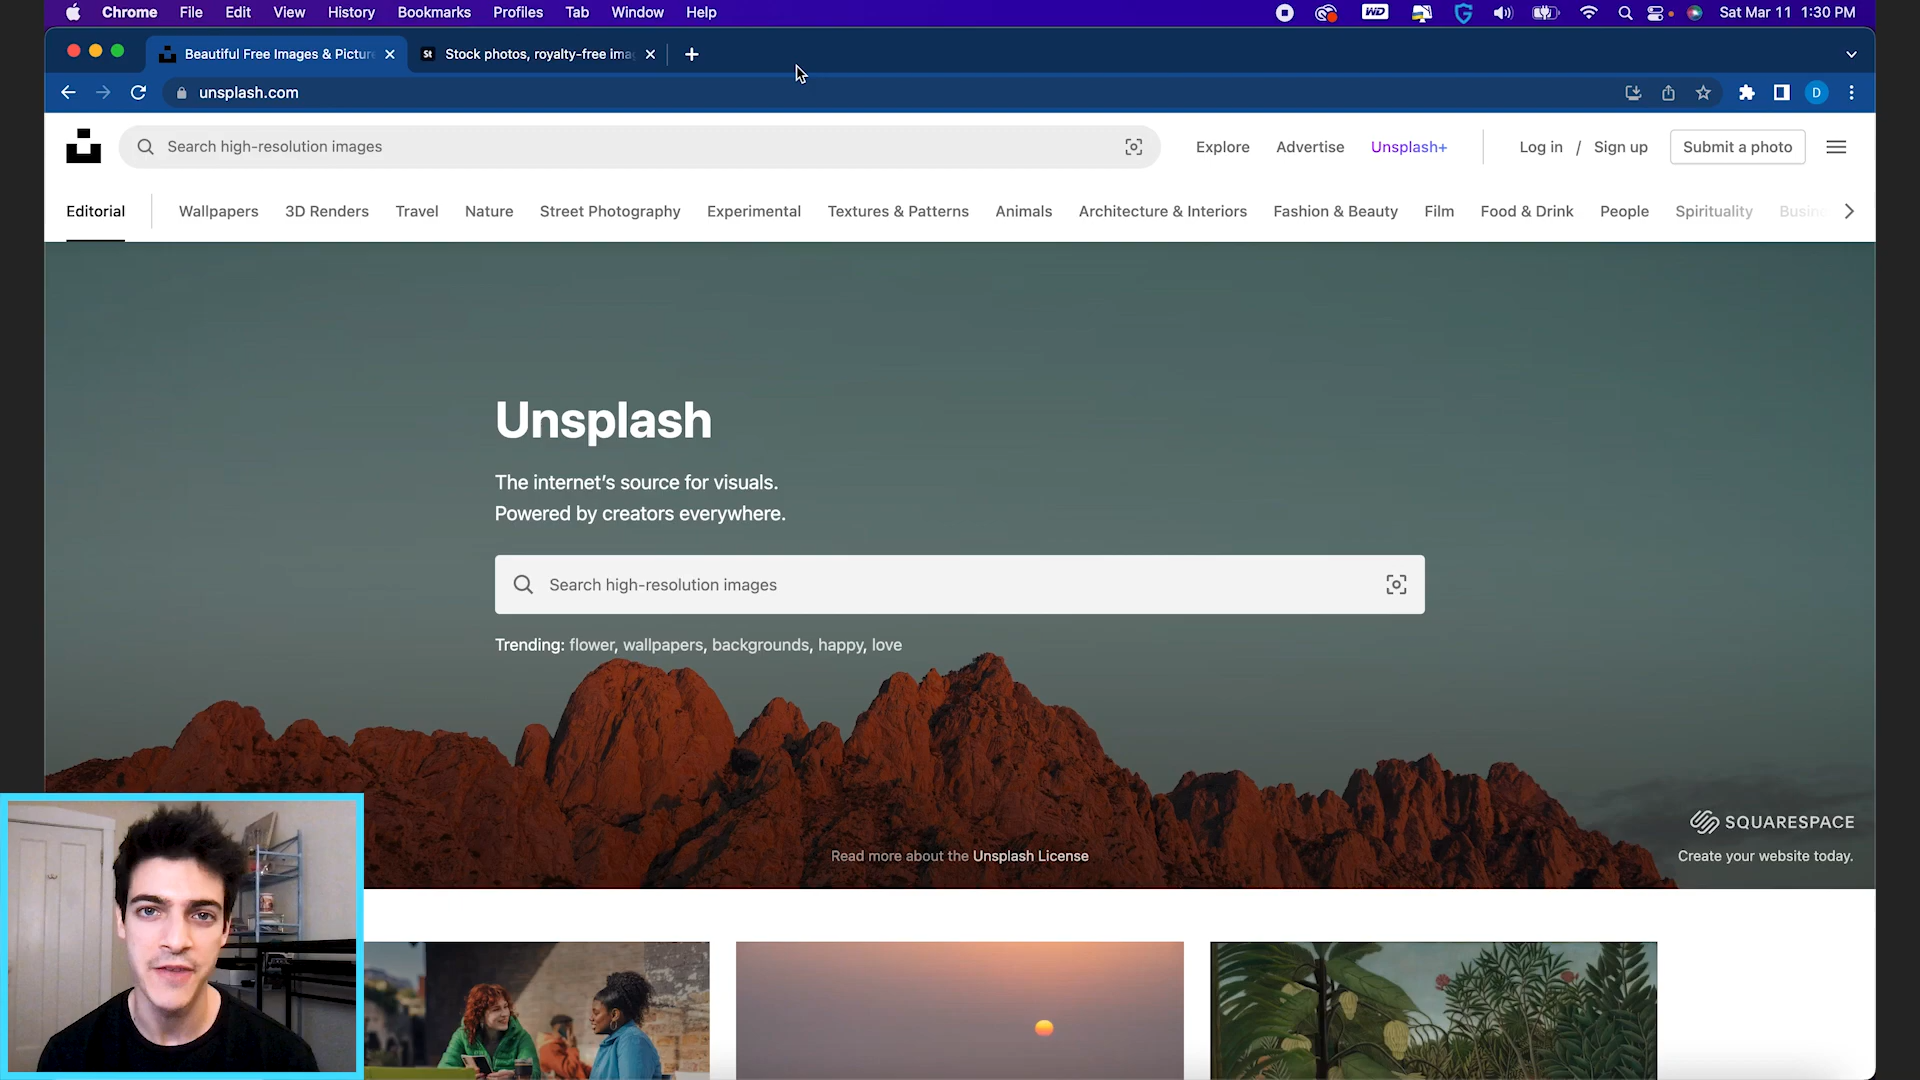 Chrome File Edit View History Bookmarks Profiles Tab Window Help
WD
Sat Mar 11 1:30 PM
Beautiful Free Images & Pictur
St Stock photos, royalty-free ima
unsplash.com
D
Search high-resolution images
Explore Advertise Unsplash+ Log in / Sign up Submit a photo
Editorial Wallpapers 3D Renders Travel Nature Street Photography Experimental Textures & Patterns Animals Architecture & Interiors Fashion & Beauty Film Food & Drink People Spirituality Busin
Unsplash
The internet's source for visuals.
Powered by creators everywhere.
Search high-resolution images
Trending: flower, wallpapers, backgrounds, happy, love
SQUARESPACE
Read more about the Unsplash License
Create your website today.